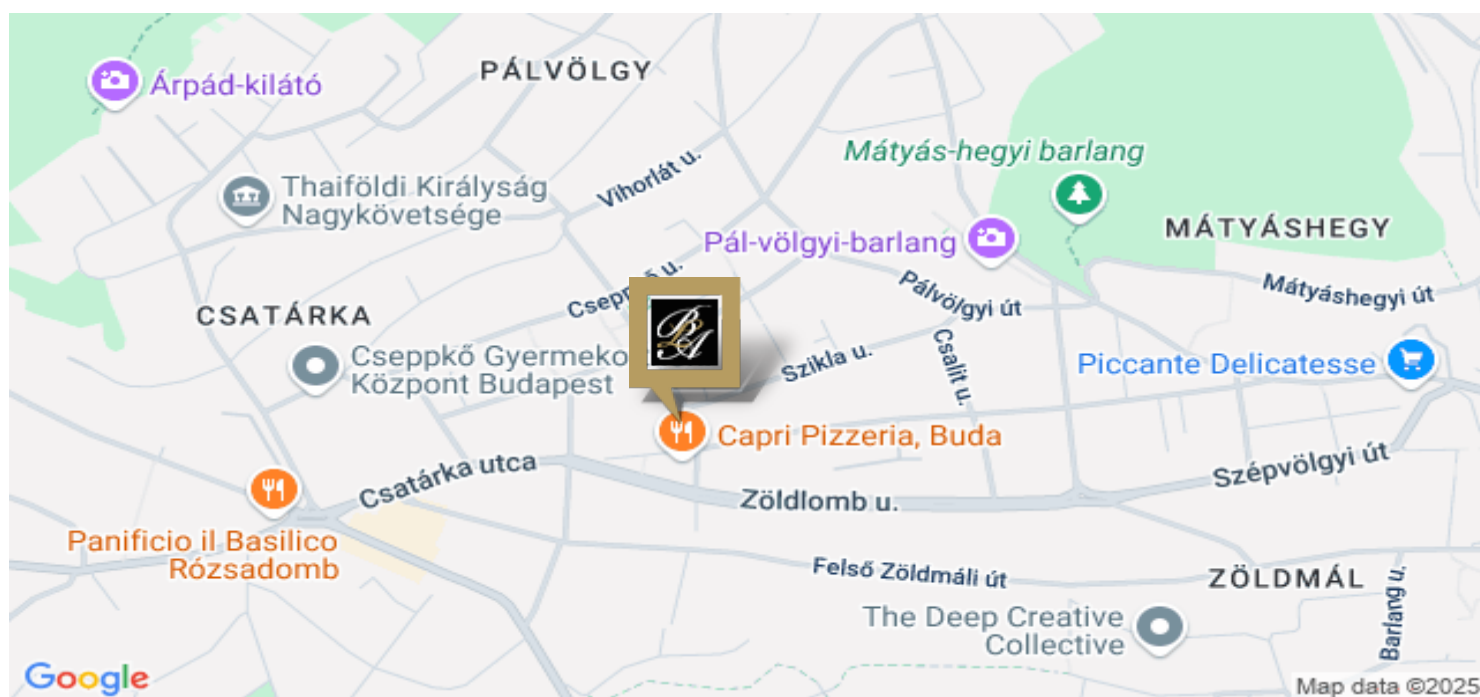 PÁLVÖLGY
Árpád-kilátó
Mátyás-hegyi barlang
Vihorlát u.
Thaiföldi Királyság
Nagykövetsége
MÁTYÁSHEGY
Pál-völgyi-barlang
Pálvölgyi út
Mátyáshegyi út
CSATÁRKA
Cseppkő Gyermeko
Központ Budapest
Szikla u.
Csalit u.
Piccante Delicatesse
Capri Pizzeria, Buda
Csatárka utca
Szépvölgyi út
Zöldlomb u.
Panificio il Basilico
Rózsadomb
Felső Zöldmáli út
ZÖLDMÁL
Barlang u.
The Deep Creative
Collective
Google
Map data ©2025